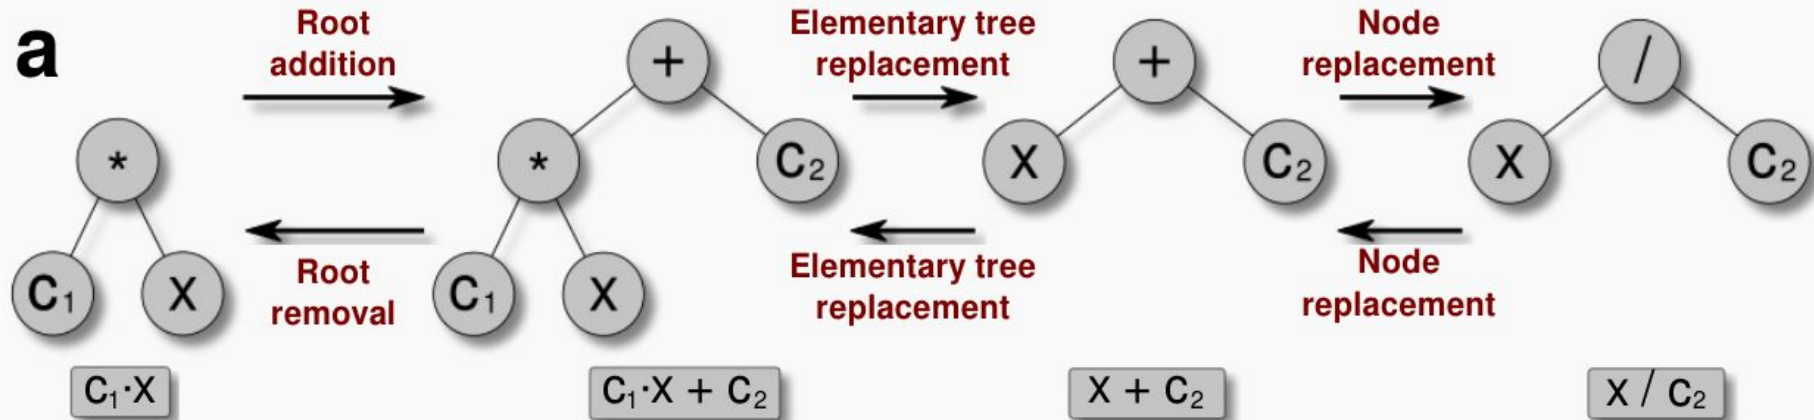 a
Root
addition
Root
removal
*
C₁
X
C₁·X
+
*
C₂
C₁
X
C₁·X + C₂
Elementary tree
replacement
Elementary tree
replacement
+
X
C₂
X + C₂
Node
replacement
Node
replacement
/
X
C₂
X / C₂